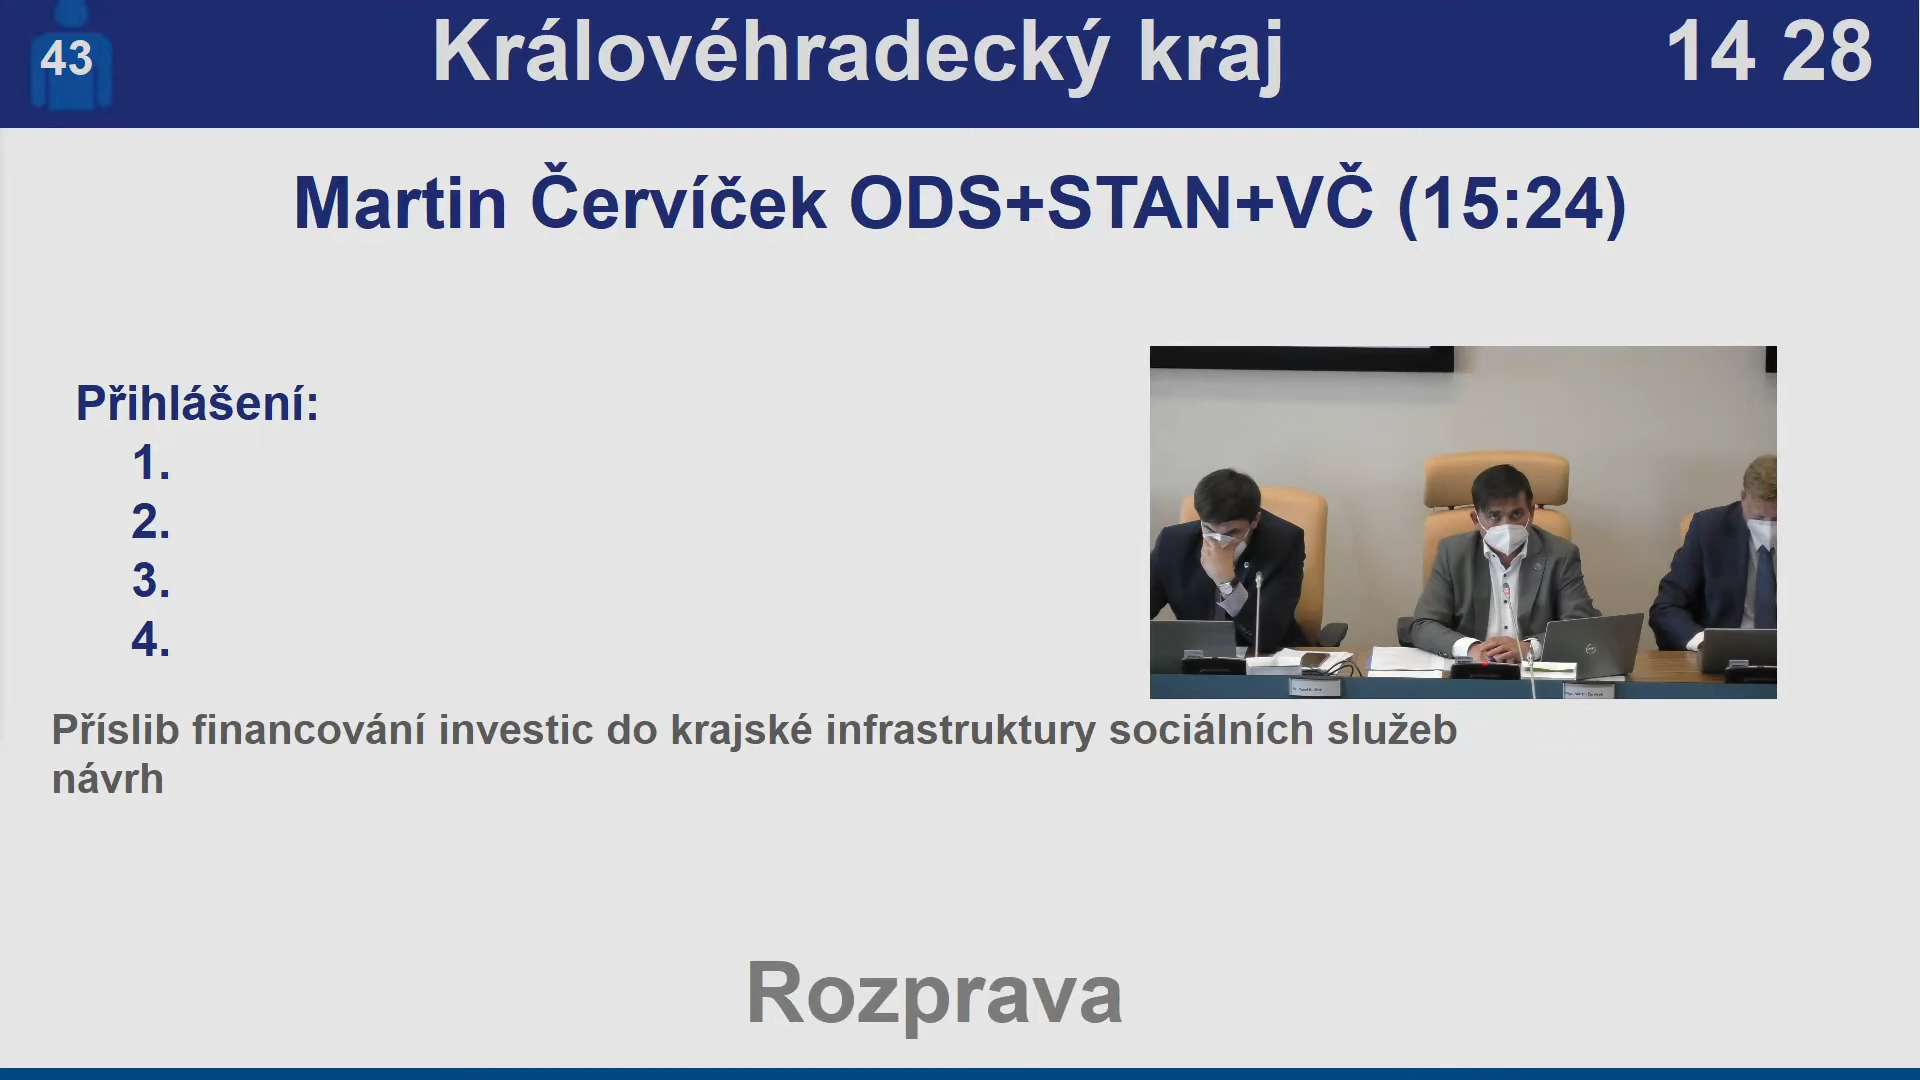 43
Královéhradecký kraj
14 28
Martin Červíček ODS+STAN+VČ (15:24)
Přihlášení:
1.
2.
3.
4.
Příslib financování investic do krajské infrastruktury sociálních služeb
návrh
Rozprava